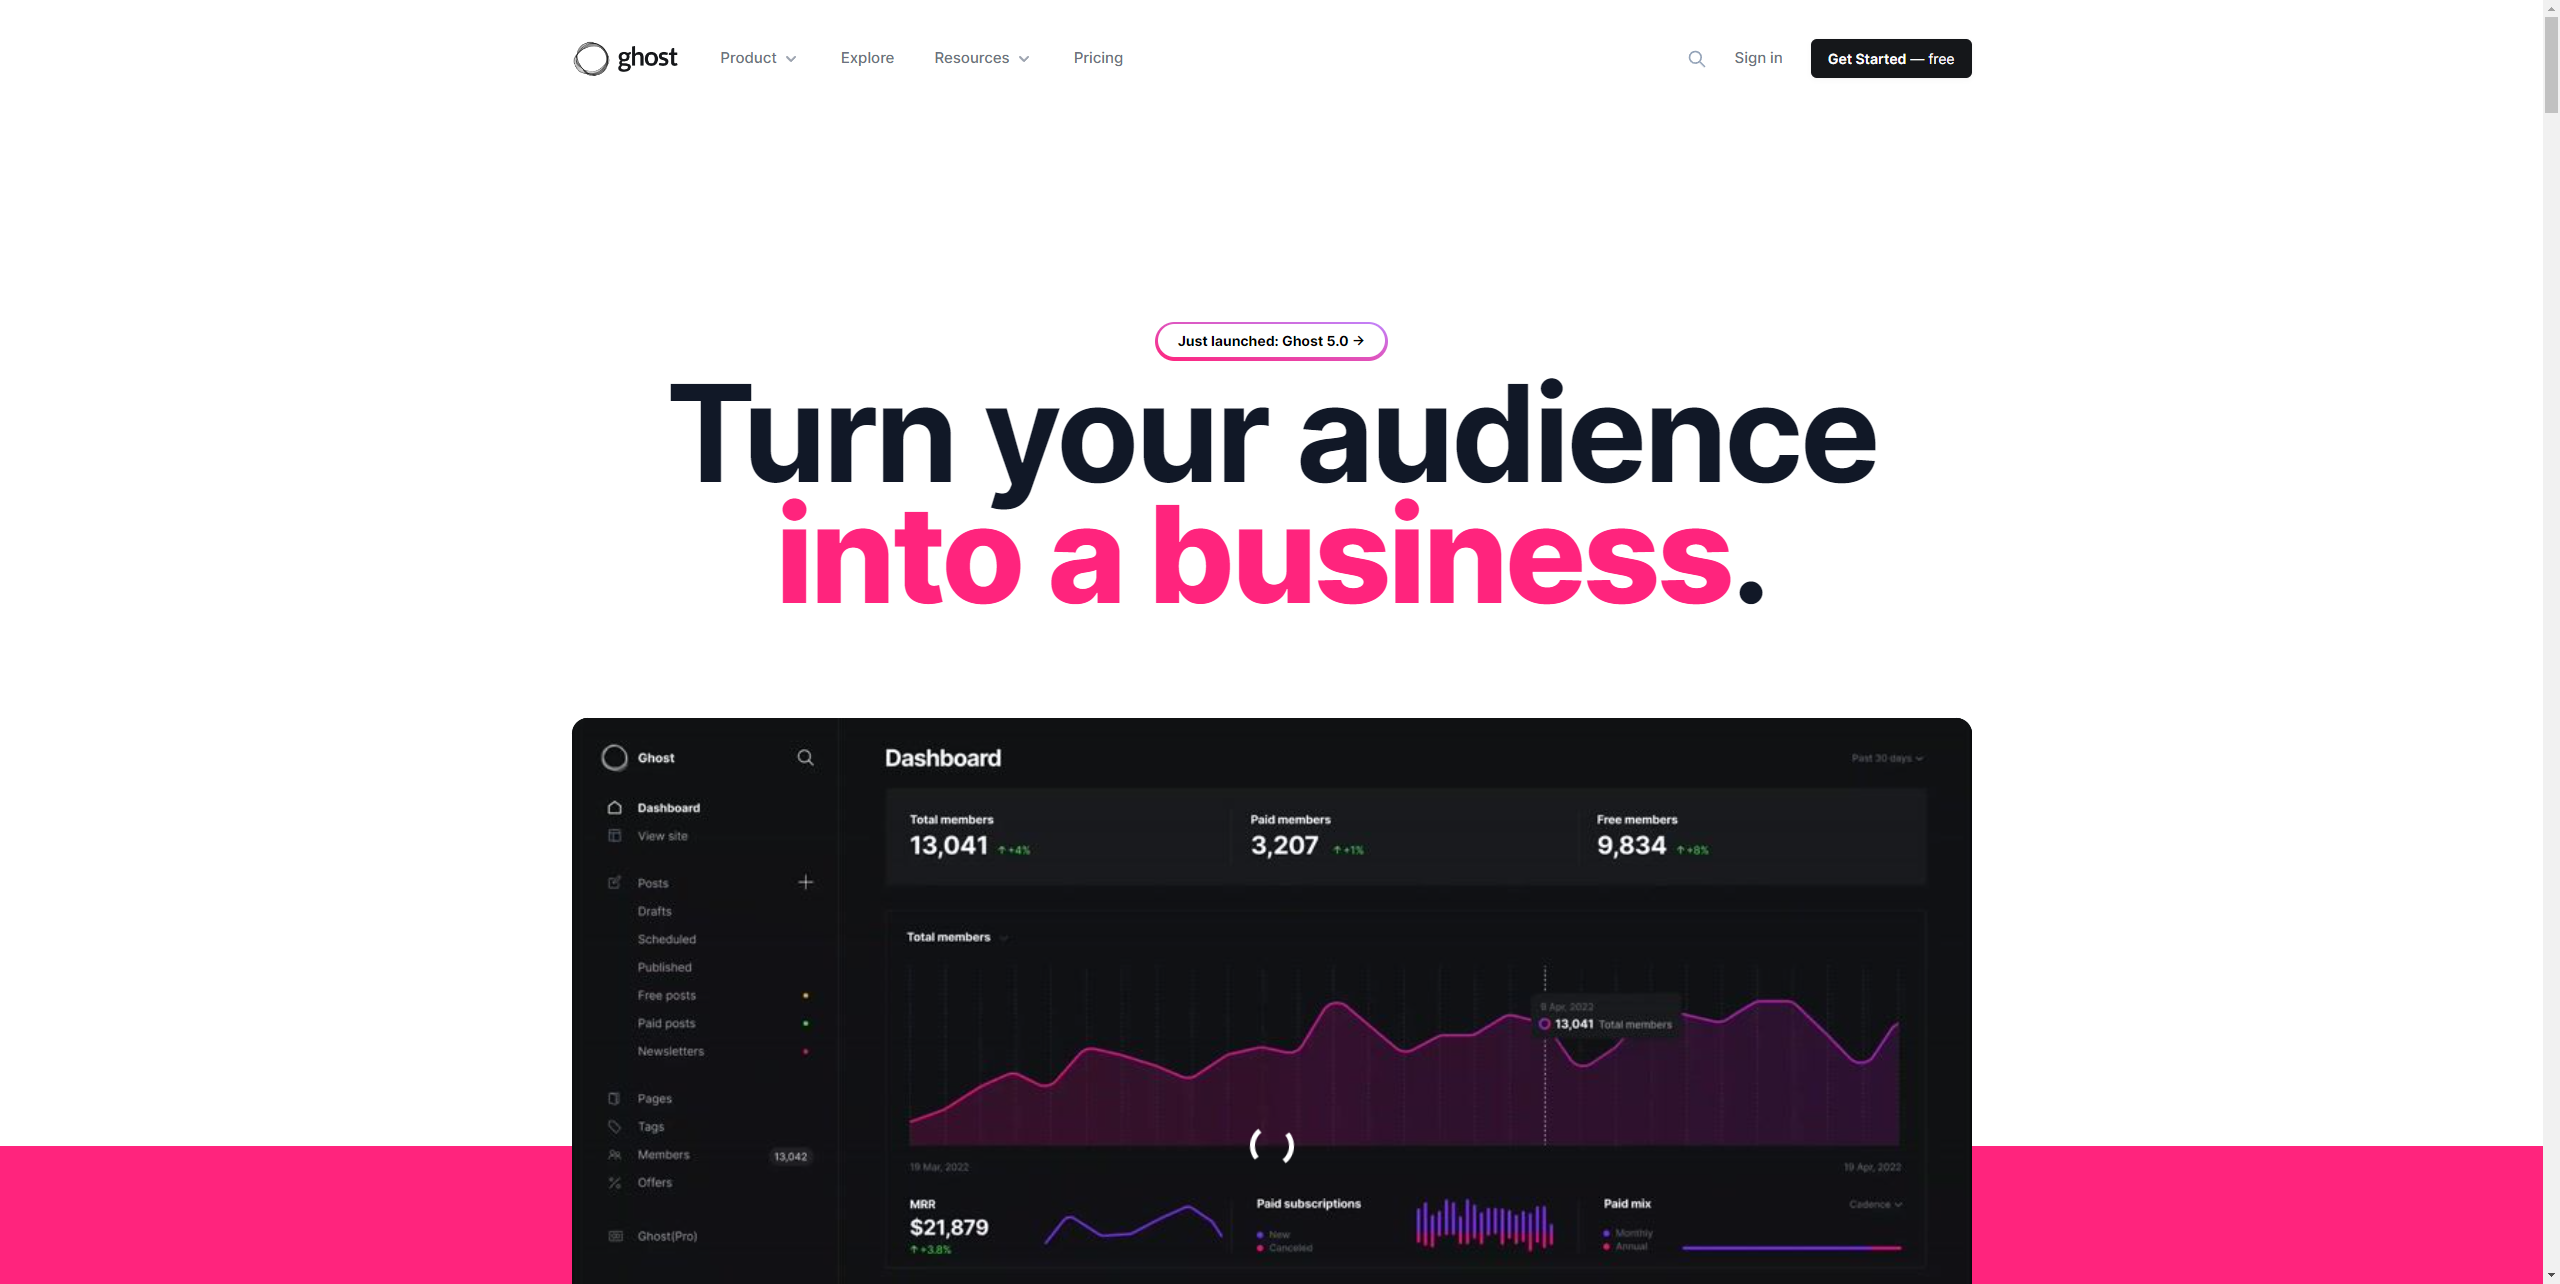 ghost
Product
Explore
Resources
Pricing
Sign in
Get Started — free
Just launched: Ghost 5.0 →
Turn your audience
into a business.
Ghost
Dashboard
View site
Posts
Drafts
Scheduled
Published
Free posts
Paid posts
Newsletters
Pages
Tags
Members 13,042
Offers
Ghost(Pro)
Dashboard
Past 30 days
Total members
13,041 ↑+4%
Paid members
3,207 ↑+1%
Free members
9,834 ↑+8%
Total members
9 Apr, 2022
13,041 Total members
19 Mar, 2022
19 Apr, 2022
MRR
$21,879
↑+3.8%
Paid subscriptions
New
Canceled
Paid mix
Cadence
Monthly
Annual